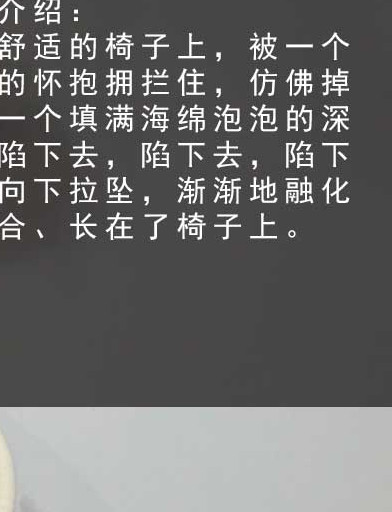 介绍：
舒适的椅子上，被一个
的怀抱拥拦住，仿佛掉
一个填满海绵泡泡的深
陷下去，陷下去，陷下
向下拉坠，渐渐地融化
合、长在了椅子上。